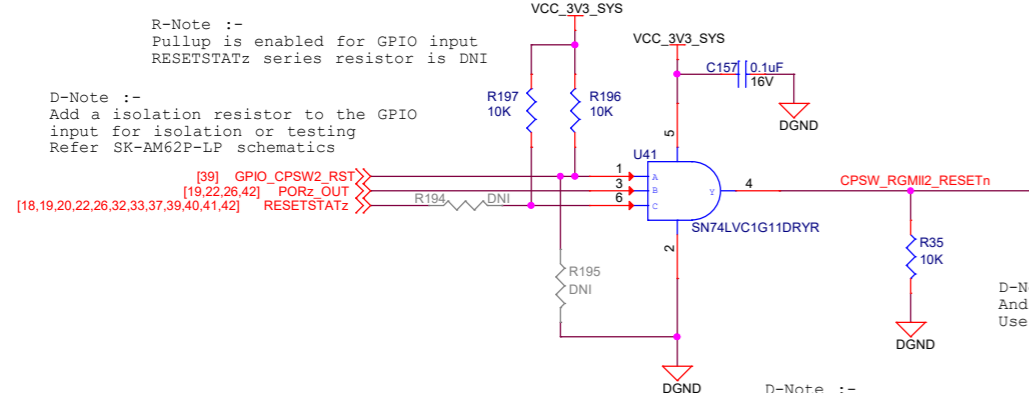 VCC_3V3_SYS
R-Note :-
Pullup is enabled for GPIO input
RESETSTATz series resistor is DNI
VCC_3V3_SYS
C157
0.1uF
16V
DGND
D-Note :-
Add a isolation resistor to the GPIO
input for isolation or testing
Refer SK-AM62P-LP schematics
R197
10K
R196
10K
5
U41
[39] GPIO_CPSW2_RST
1
A
[19,22,26,42] PORz_OUT
3
B
Y
4
CPSW_RGMII2_RESETn
[18,19,20,22,26,32,33,37,39,40,41,42] RESETSTATz
R194
DNI
6
C
SN74LVC1G11DRYR
2
R35
10K
R195
DNI
D-No
And
Use
DGND
DGND
D-Note :-